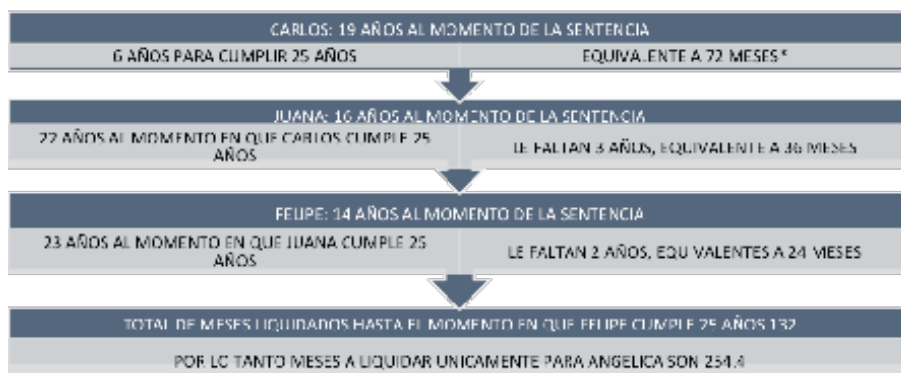 CARLOS: 19 AÑOS AL MOMENTO DE LA SENTENCIA
6 AÑOS PARA CUMPLIR 25 AÑOS
EQUIVALENTE A 72 MESES*
JUANA: 16 AÑOS AL MOMENTO DE LA SENTENCIA
22 AÑOS AL MOMENTO EN QUE CARLOS CUMPLE 25
AÑOS
LE FALTAN 3 AÑOS, EQUIVALENTE A 36 MESES
FELIPE: 14 AÑOS AL MOMENTO DE LA SENTENCIA
23 AÑOS AL MOMENTO EN QUE JUANA CUMPLE 25
AÑOS
LE FALTAN 2 AÑOS, EQUIVALENTES A 24 MESES
TOTAL DE MESES LIQUIDADOS HASTA EL MOMENTO EN QUE FELIPE CUMPLE 25 AÑOS 132
POR LO TANTO MESES A LIQUIDAR UNICAMENTE PARA ANGELICA SON 254.4